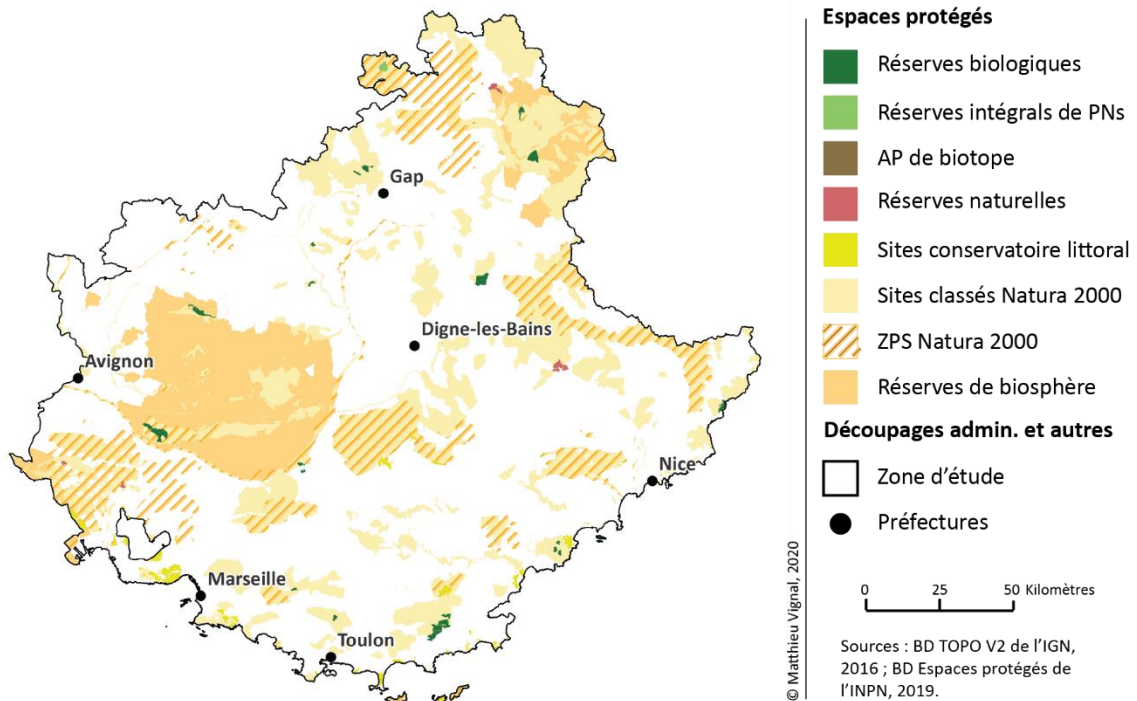 Gap
Digne-les-Bains
Avignon
Nice
Marseille
Toulon
© Matthieu Vignal, 2020
Espaces protégés
Réserves biologiques
Réserves intégrals de PNs
AP de biotope
Réserves naturelles
Sites conservatoire littoral
Sites classés Natura 2000
ZPS Natura 2000
Réserves de biosphère
Découpages admin. et autres
Zone d'étude
Préfectures
0 25 50 Kilomètres
Sources : BD TOPO V2 de l'IGN,
2016 ; BD Espaces protégés de
l'INPN, 2019.